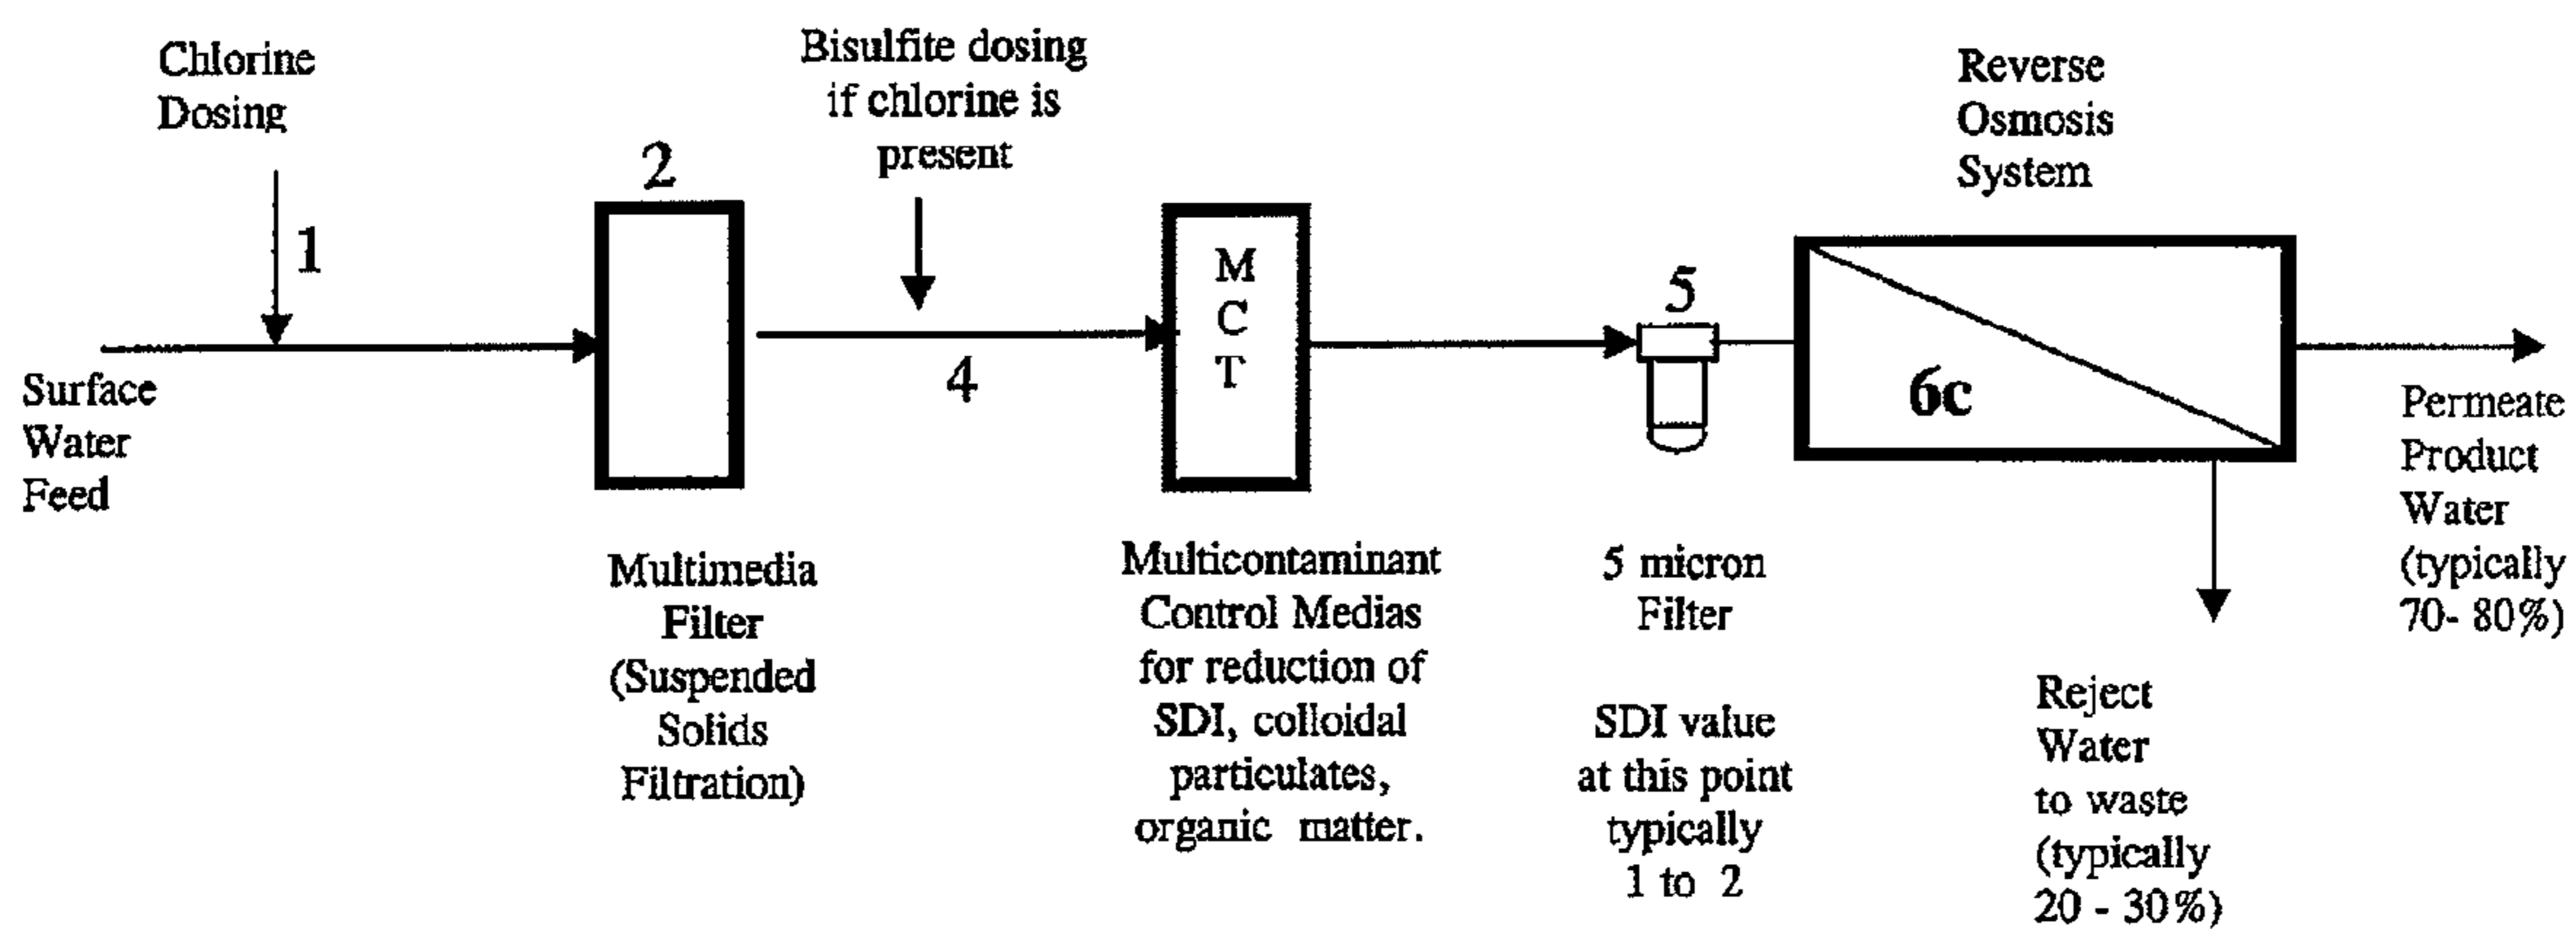 Chlorine
Dosing
1
Surface
Water
Feed
2
Multimedia
Filter
(Suspended
Solids
Filtration)
Bisulfite dosing
if chlorine is
present
4
M
C
T
Multicontaminant
Control Medias
for reduction of
SDI, colloidal
particulates,
organic matter.
5
5 micron
Filter
SDI value
at this point
typically
1 to 2
Reverse
Osmosis
System
6c
Reject
Water
to waste
(typically
20 - 30%)
Permeate
Product
Water
(typically
70- 80%)